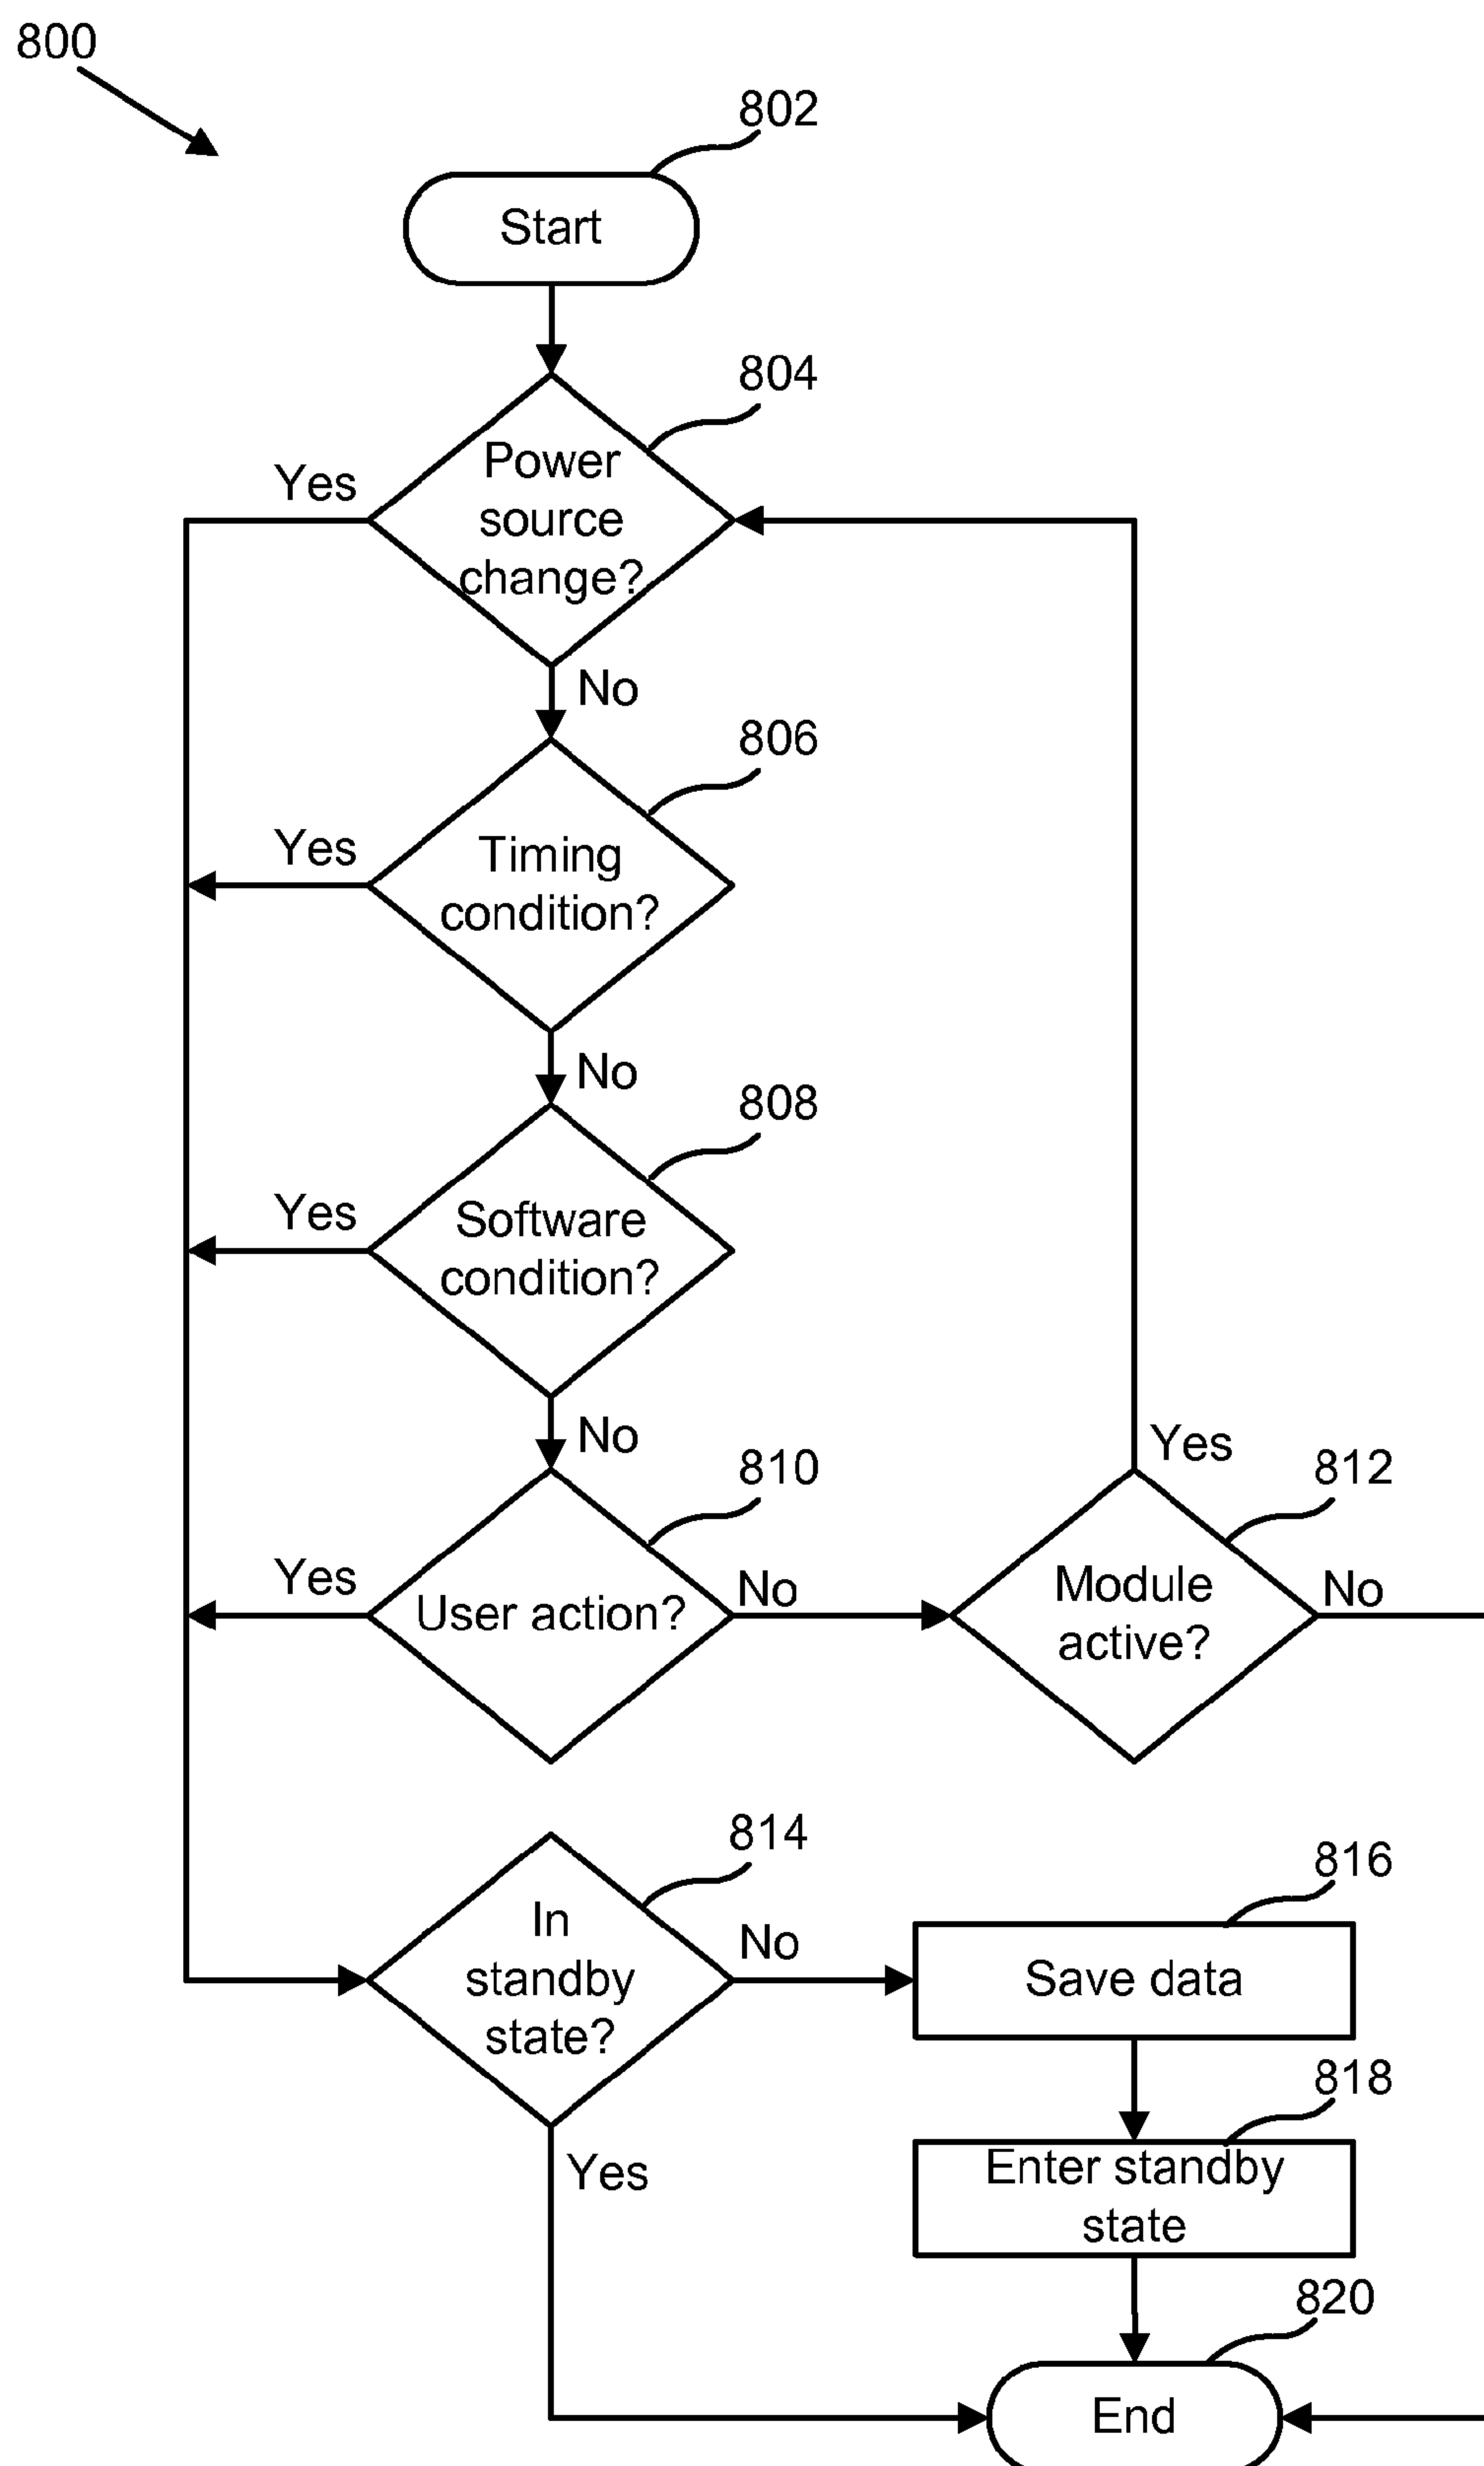 800
802
Start
804
Power
source
change?
Yes
No
806
Timing
condition?
Yes
No
808
Software
condition?
Yes
No
810
User action?
Yes
No
812
Module
active?
Yes
No
814
In
standby
state?
No
Yes
816
Save data
818
Enter standby
state
820
End